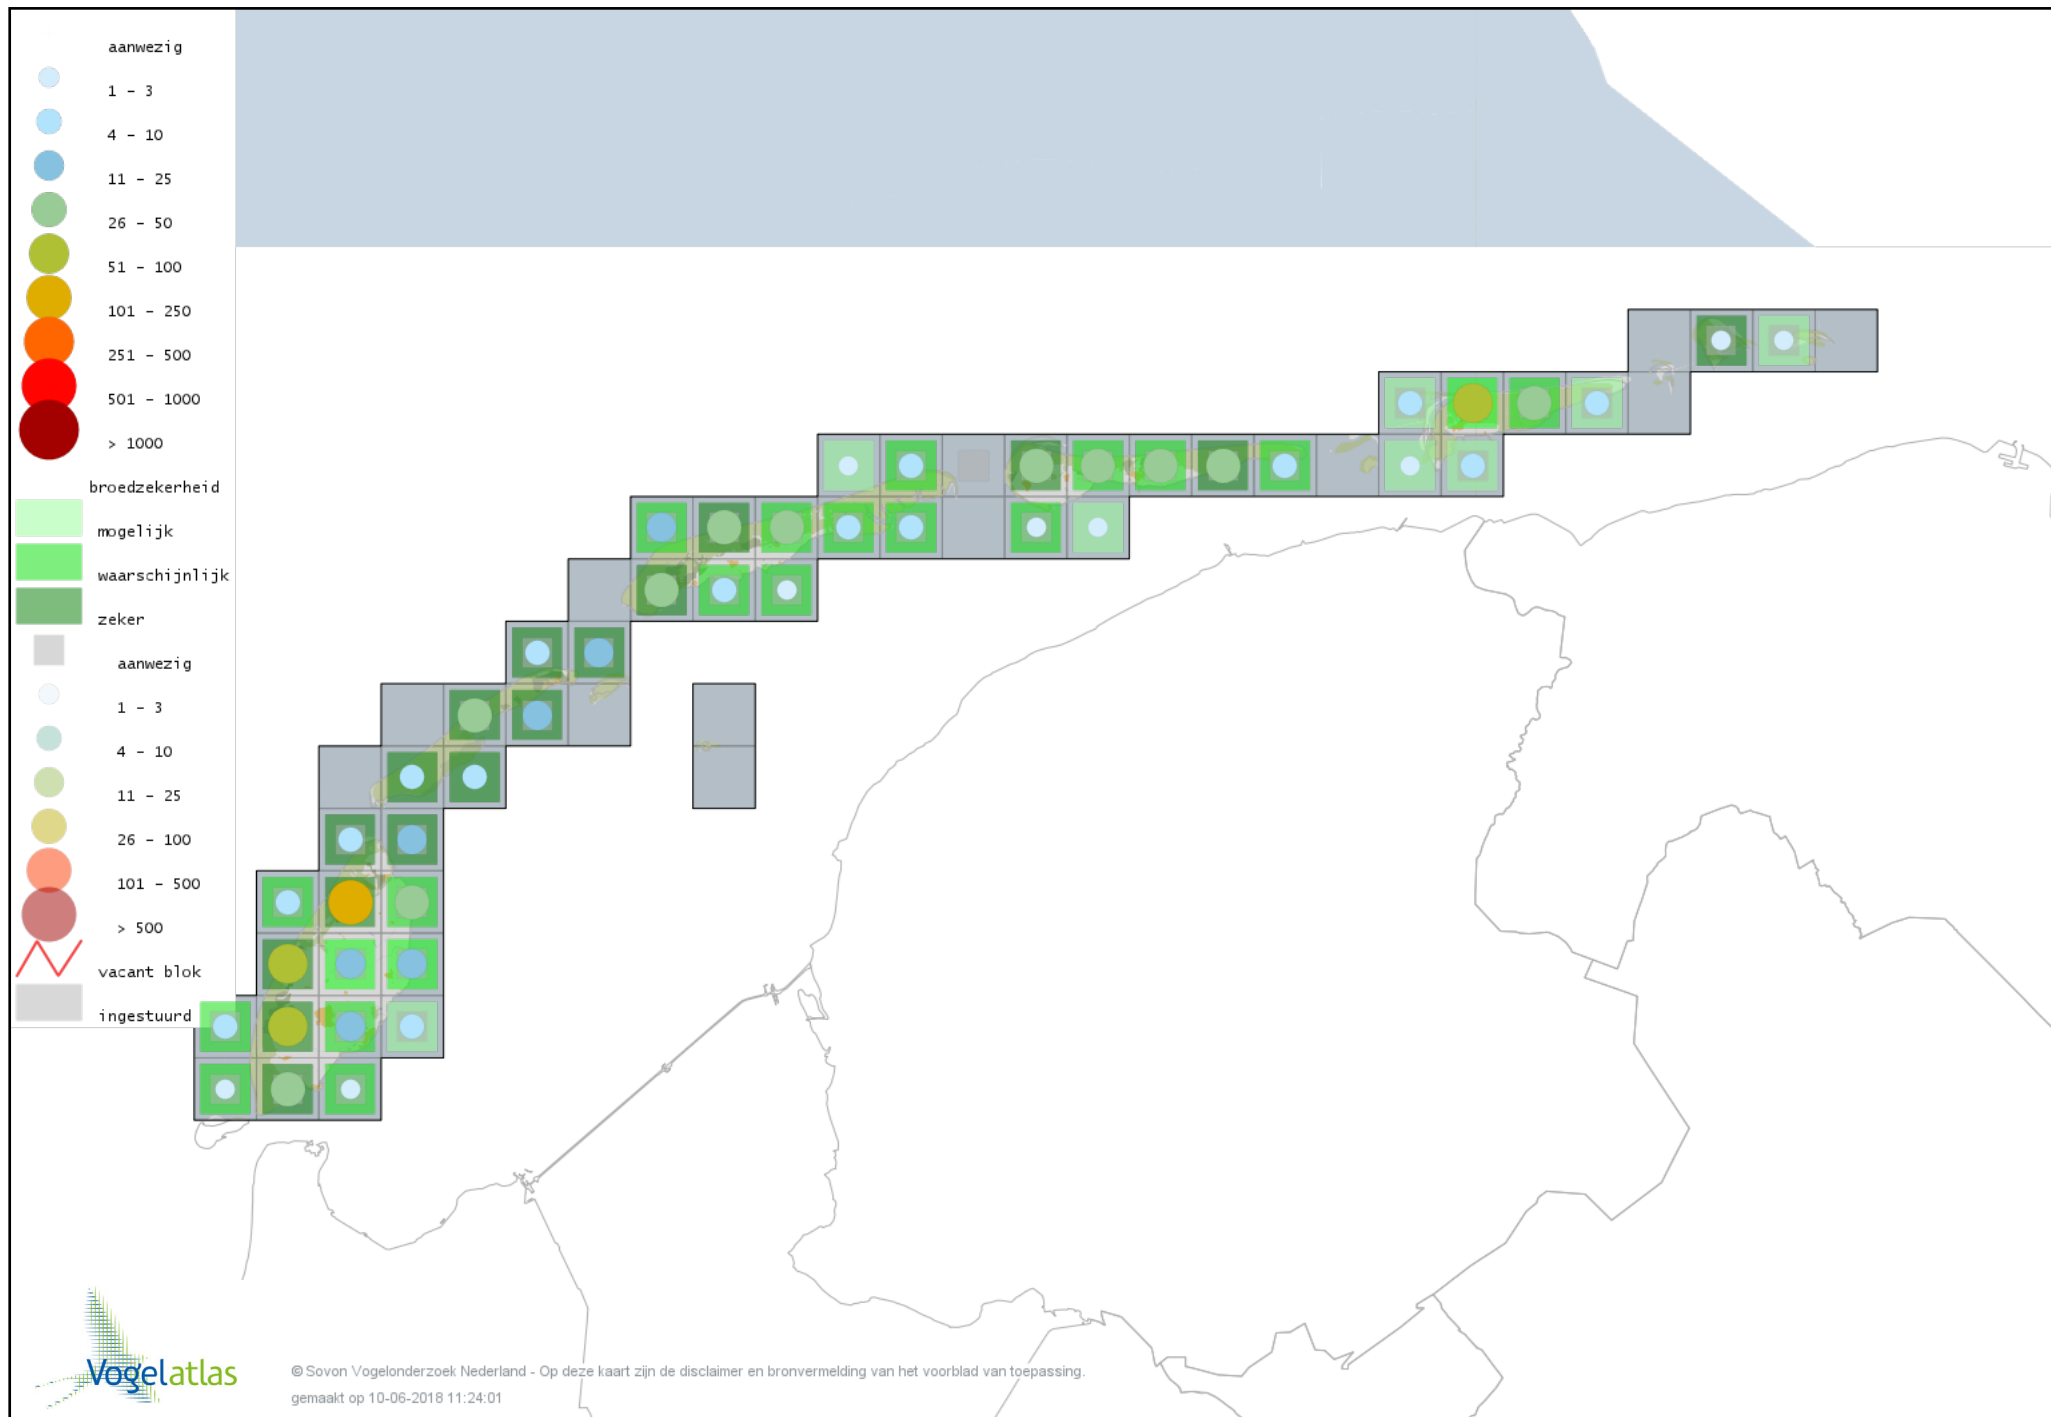 aanwezig
1 - 3
4 - 10
11 - 25
26 - 50
51 - 100
101 - 250
251 - 500
501 - 1000
> 1000
broedzekerheid
mogelijk
waarschijnlijk
zeker
aanwezig
1 - 3
4 - 10
11 - 25
26 - 100
101 - 500
> 500
vacant blok
ingestuurd
Vogelatlas
© Sovon Vogelonderzoek Nederland - Op deze kaart zijn de disclaimer en bronvermelding van het voorblad van toepassing.
gemaakt op 10-06-2018 11:24:01